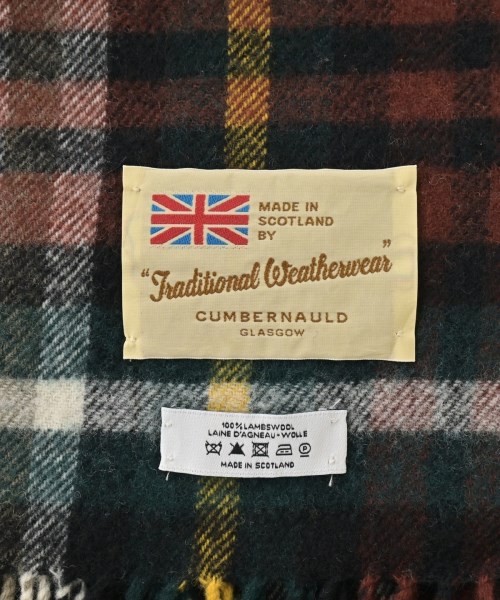 MADE IN
SCOTLAND
BY
"Traditional Weatherwear"
CUMBERNAULD
GLASGOW
100% LAMBSWOOL
LAINE D'AGNEAU - WOLLE
P
MADE IN SCOTLAND